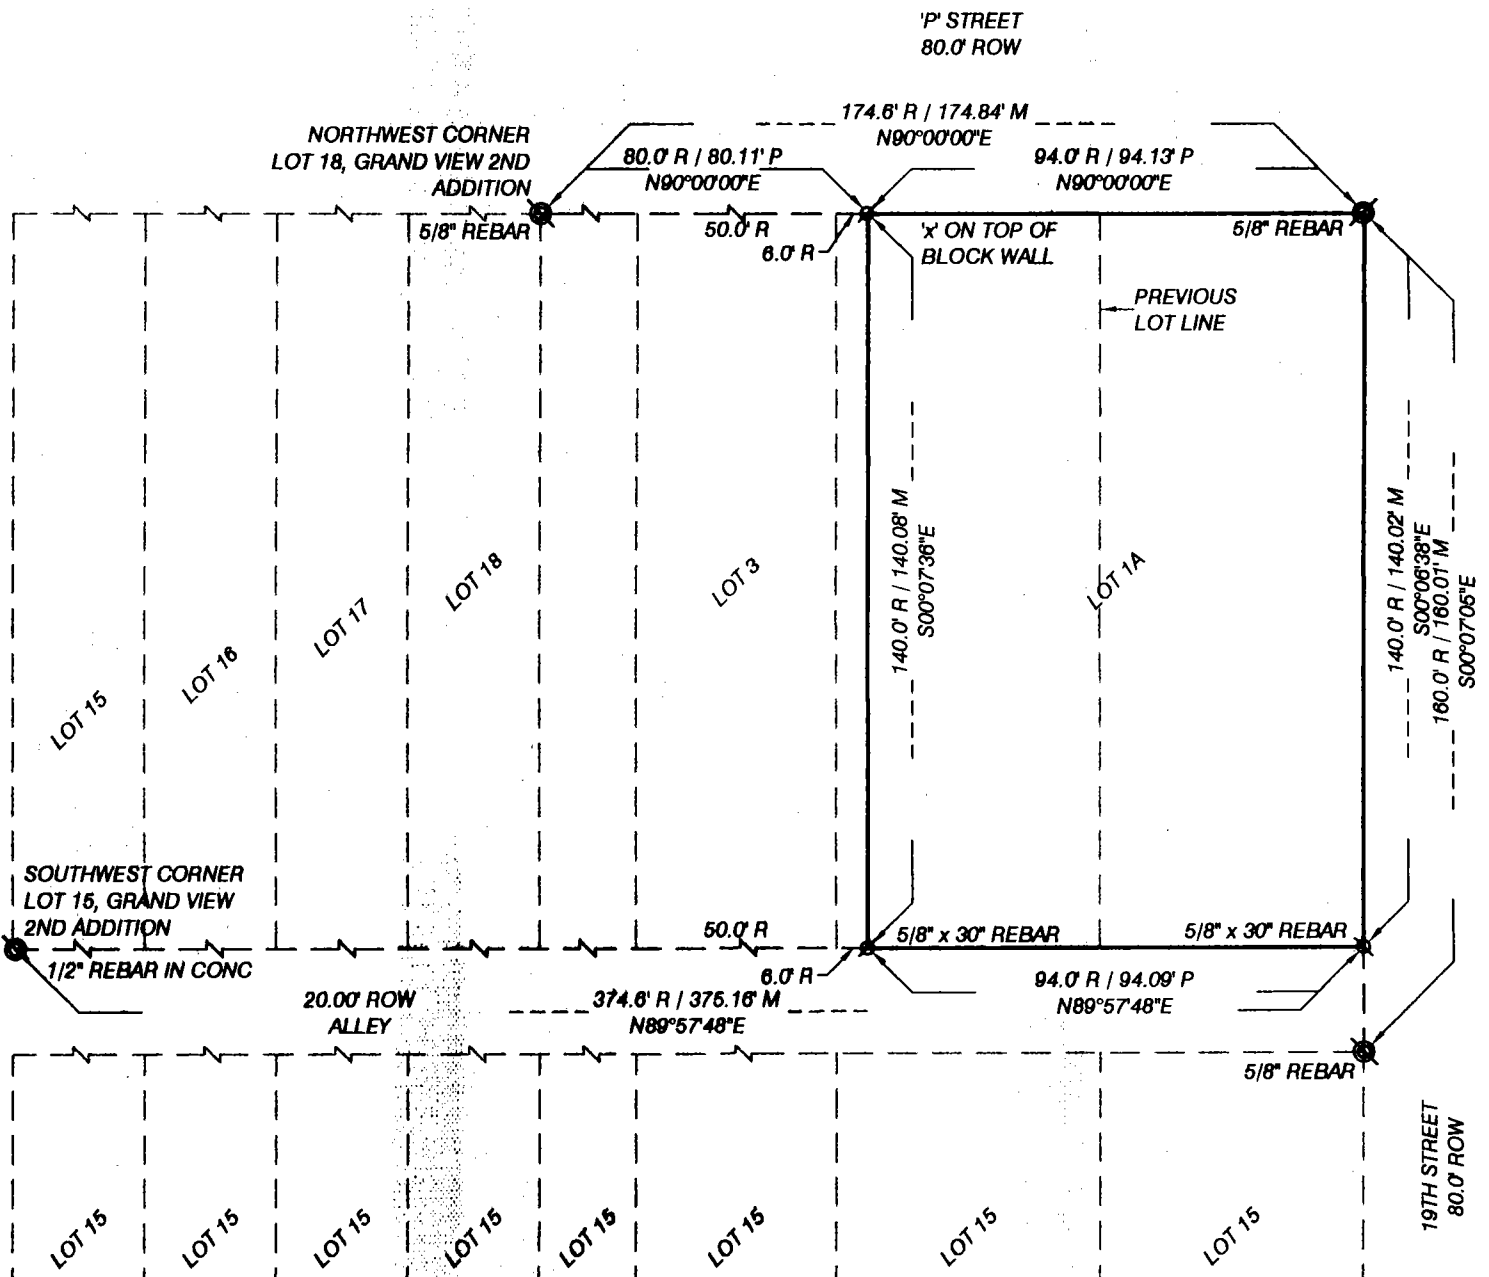 'P' STREET
80.0' ROW
174.6' R / 174.84' M
N90°00'00"E
NORTHWEST CORNER
LOT 18, GRAND VIEW 2ND
ADDITION
80.0' R / 80.11' P
N90°00'00"E
94.0' R / 94.13' P
N90°00'00"E
5/8" REBAR
50.0' R
6.0' R
'x' ON TOP OF
BLOCK WALL
5/8" REBAR
PREVIOUS
LOT LINE
140.0' R / 140.08' M
S00°07'36"E
140.0' R / 140.02' M
S00°06'38"E
160.0' R / 160.01' M
S00°07'05"E
LOT 15
LOT 16
LOT 17
LOT 18
LOT 3
LOT 1A
SOUTHWEST CORNER
LOT 15, GRAND VIEW
2ND ADDITION
1/2" REBAR IN CONC
50.0' R
6.0' R
5/8" x 30" REBAR
5/8" x 30" REBAR
20.00' ROW
ALLEY
374.6' R / 375.16' M
N89°57'48"E
94.0' R / 94.09' P
N89°57'48"E
5/8" REBAR
19TH STREET
80.0' ROW
LOT 15
LOT 15
LOT 15
LOT 15
LOT 15
LOT 15
LOT 15
LOT 15